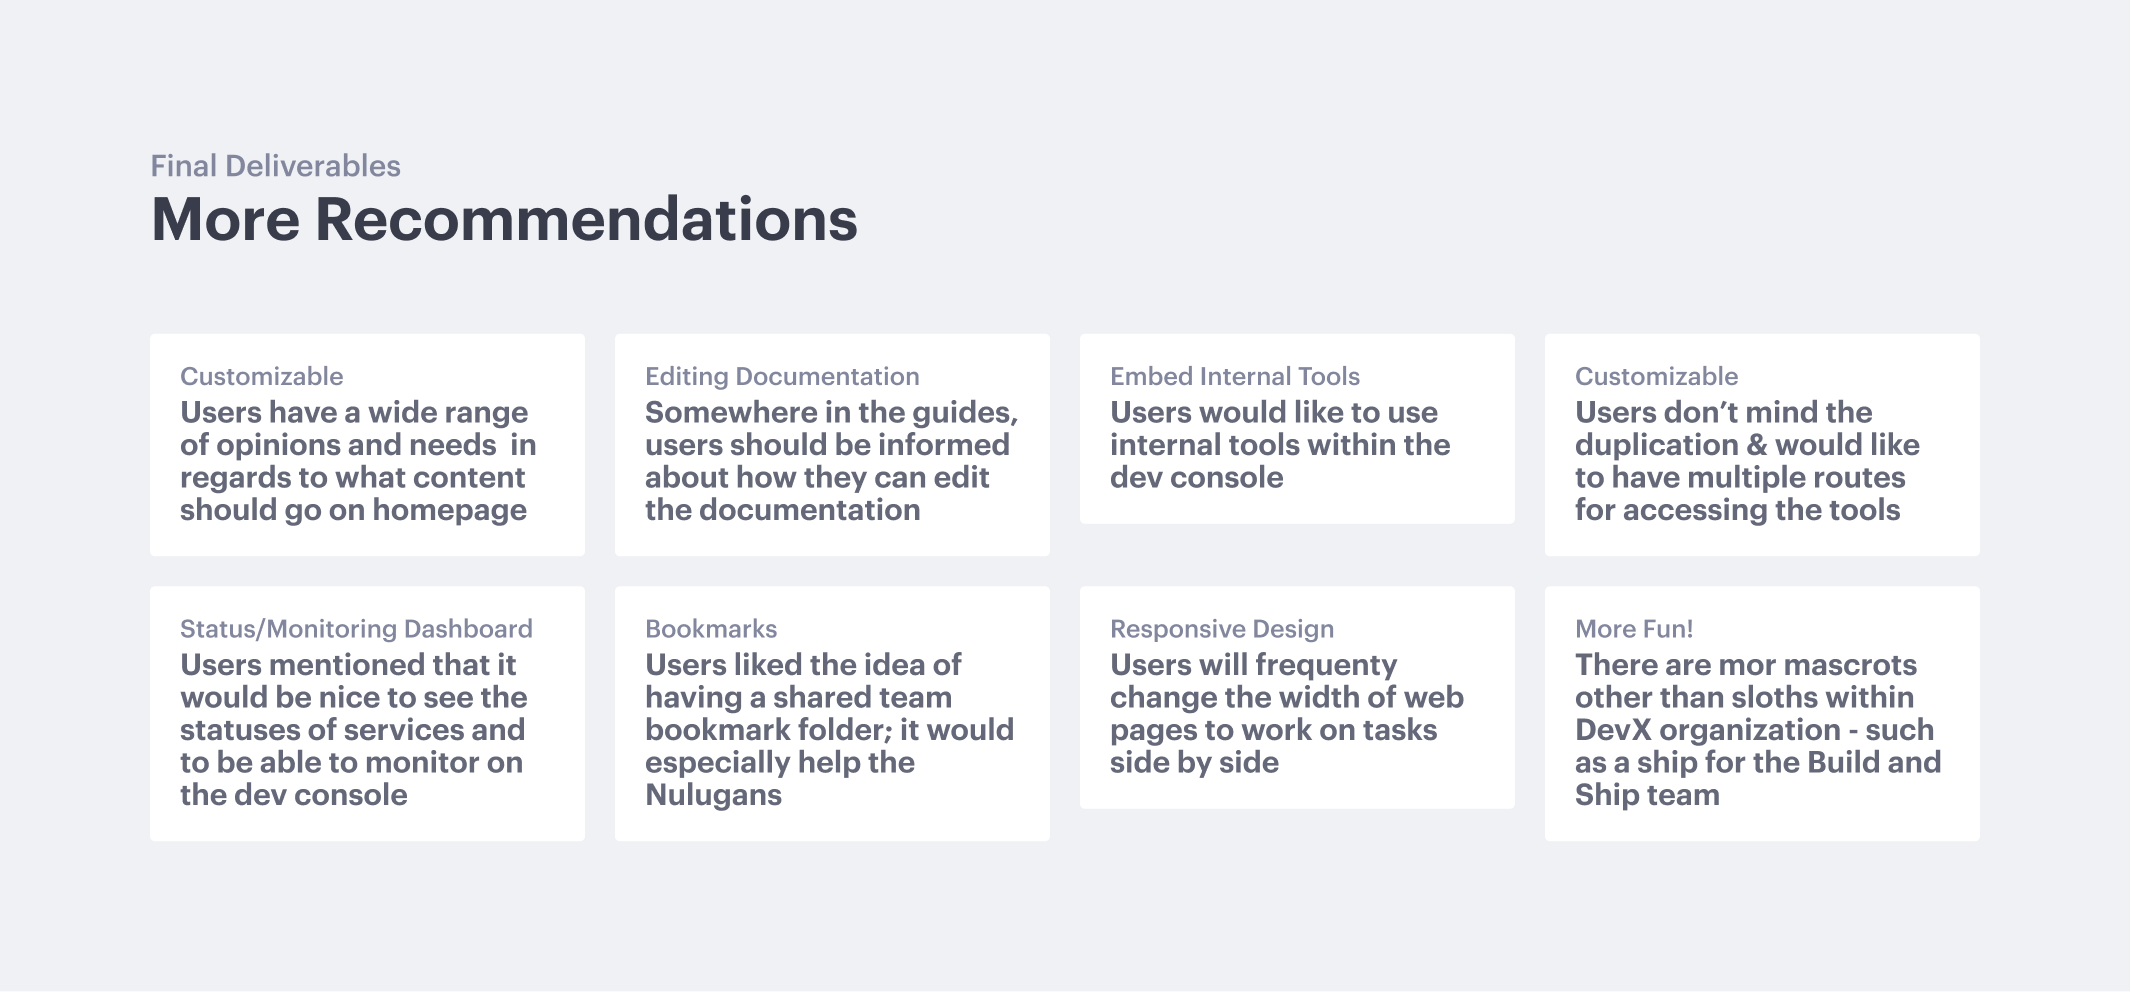 Final Deliverables
More Recommendations
Customizable
Users have a wide range
of opinions and needs  in
regards to what content
should go on homepage
Editing Documentation
Somewhere in the guides,
users should be informed
about how they can edit
the documentation
Embed Internal Tools
Users would like to use
internal tools within the
dev console
Customizable
Users don’t mind the
duplication & would like
to have multiple routes
for accessing the tools
Status/Monitoring Dashboard
Users mentioned that it
would be nice to see the
statuses of services and
to be able to monitor on
the dev console
Bookmarks
Users liked the idea of
having a shared team
bookmark folder; it would
especially help the
Nulugans
Responsive Design
Users will frequenty
change the width of web
pages to work on tasks
side by side
More Fun!
There are mor mascrots
other than sloths within
DevX organization - such
as a ship for the Build and
Ship team